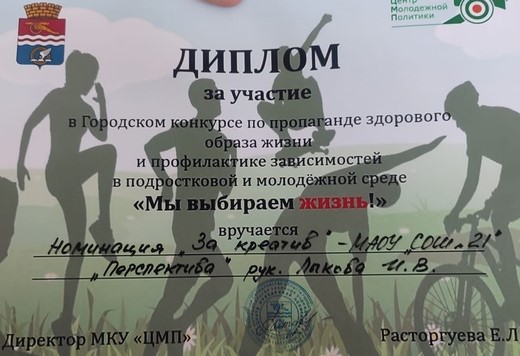 Центр
Молодежной
Политики
ДИПЛОМ
за участие
в Городском конкурсе по пропаганде здорового
образа жизни
и профилактике зависимостей
в подростковой и молодёжной среде
«Мы выбираем жизнь!»
вручается
Номинация „За креатив" - МАОУ „СОШ 21"
„Перспектива" рук. Лакова И.В.
Директор МКУ «ЦМП»
Расторгуева Е.Л